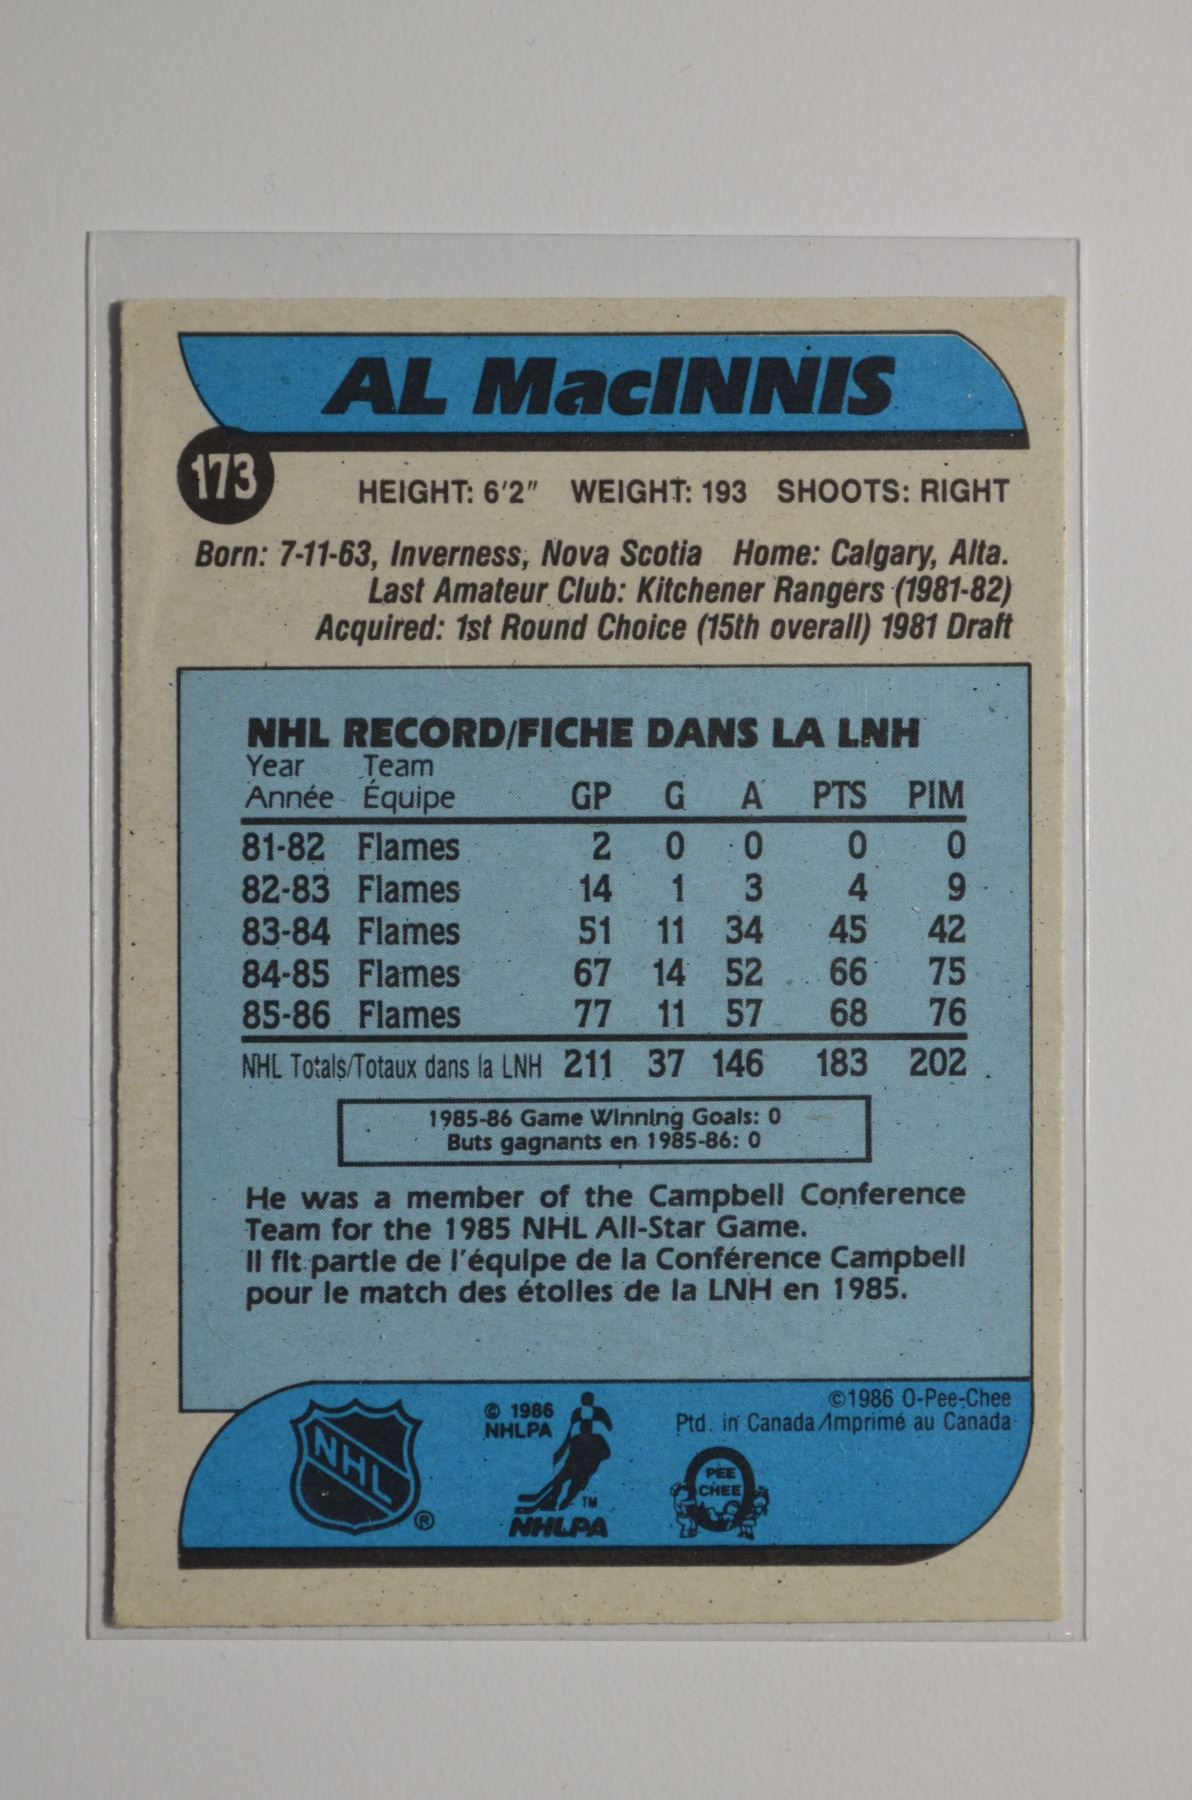 AL MacINNIS
173
HEIGHT: 6'2" WEIGHT: 193 SHOOTS: RIGHT
Born: 7-11-63, Inverness, Nova Scotia Home: Calgary, Alta.
Last Amateur Club: Kitchener Rangers (1981-82)
Acquired: 1st Round Choice (15th overall) 1981 Draft
NHL RECORD/FICHE DANS LA LNH
Year Team
Année Équipe GP G A PTS PIM
81-82 Flames 2 0 0 0 0
82-83 Flames 14 1 3 4 9
83-84 Flames 51 11 34 45 42
84-85 Flames 67 14 52 66 75
85-86 Flames 77 11 57 68 76
NHL Totals/Totaux dans la LNH 211 37 146 183 202
1985-86 Game Winning Goals: 0
Buts gagnants en 1985-86: 0
He was a member of the Campbell Conference
Team for the 1985 NHL All-Star Game.
Il fit partie de l'équipe de la Conférence Campbell
pour le match des étoiles de la LNH en 1985.
©1986 O-Pee-Chee
Ptd. in Canada/Imprimé au Canada
© 1986
NHLPA
NHL
®
TM
NHLPA
PEE
CHEE